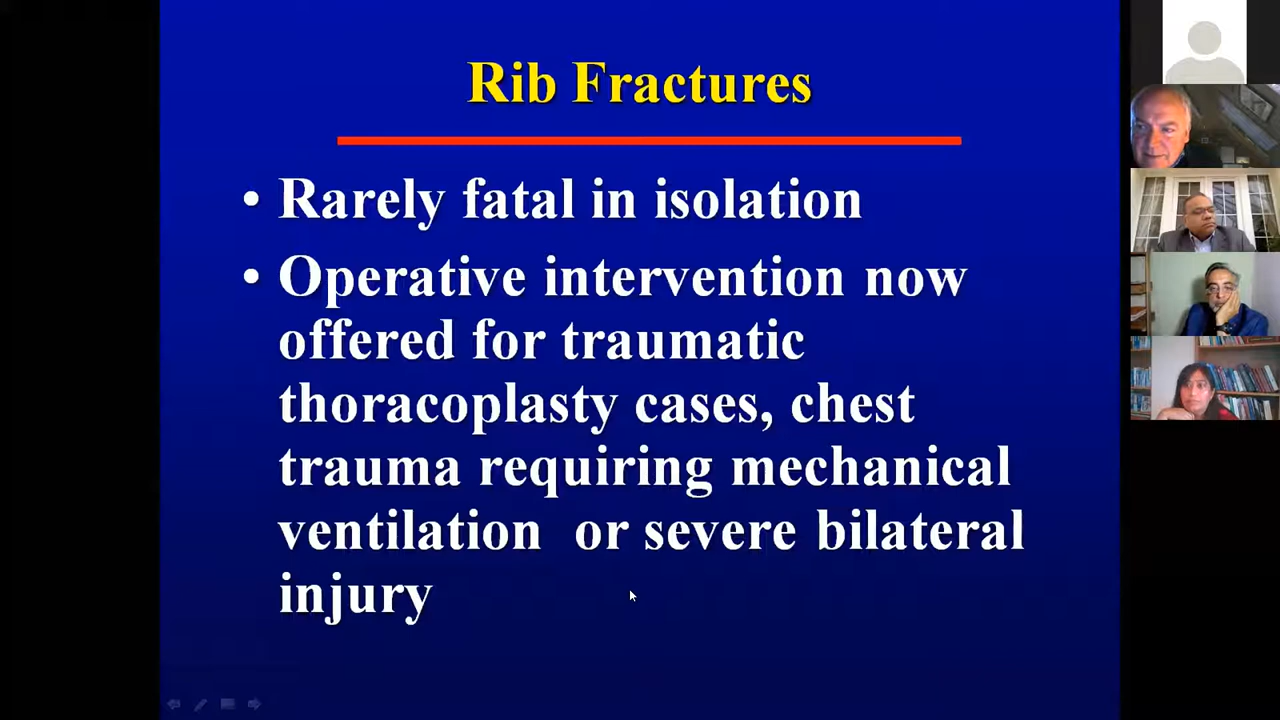 Rib Fractures
• Rarely fatal in isolation
• Operative intervention now
offered for traumatic
thoracoplasty cases, chest
trauma requiring mechanical
ventilation  or severe bilateral
injury